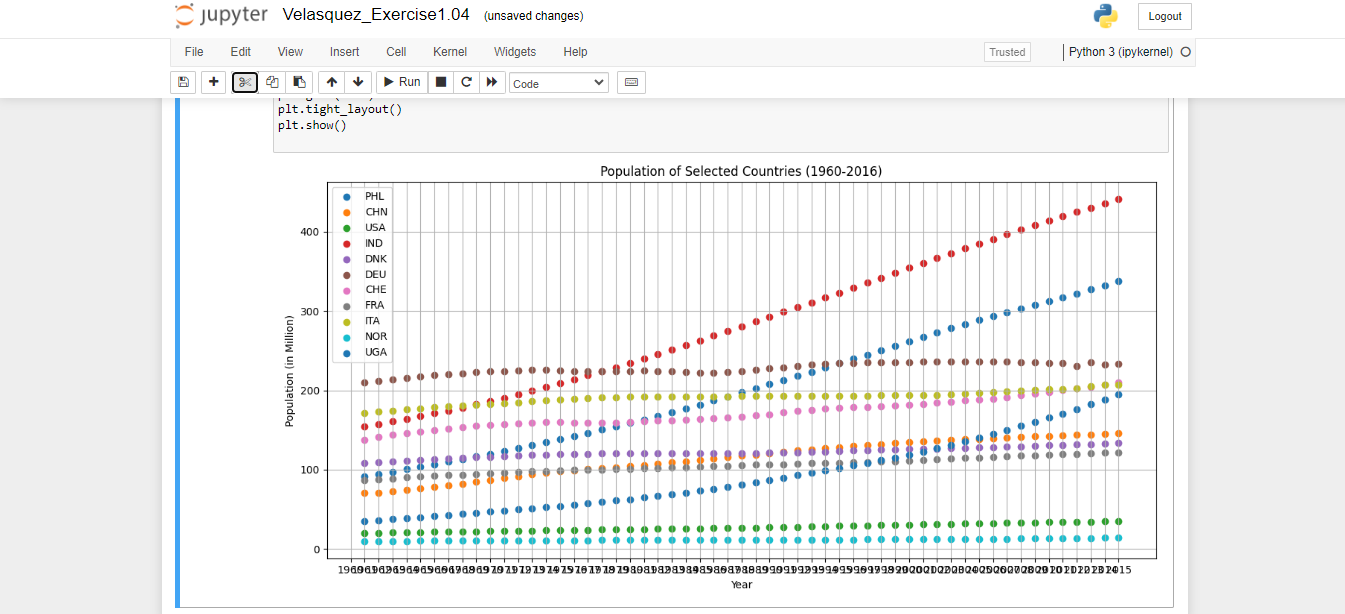 jupyter Velasquez_Exercise1.04 (unsaved changes) Logout
File Edit View Insert Cell Kernel Widgets Help Trusted Python 3 (ipykernel)
Run Code
plt.tight_layout()
plt.show()
Population of Selected Countries (1960-2016)
PHL
CHN
USA
IND
DNK
DEU
CHE
FRA
ITA
NOR
UGA
400
300
200
100
0
Population (in Million)
Year